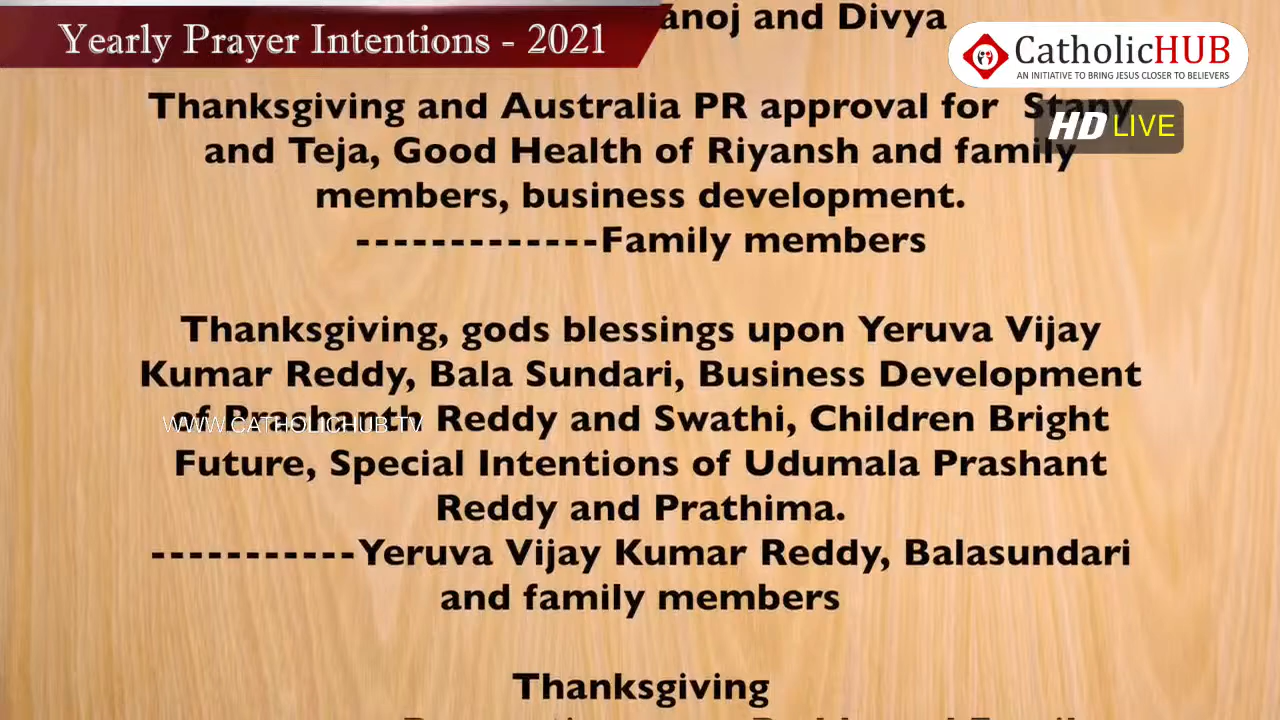 Yearly Prayer Intentions - 2021
and Divya
CatholicHUB
AN INITIATIVE TO BRING JESUS CLOSER TO BELIEVERS
HD LIVE
Thanksgiving and Australia PR approval for Stany
and Teja, Good Health of Riyansh and family
members, business development.
-------------Family members
Thanksgiving, gods blessings upon Yeruva Vijay
Kumar Reddy, Bala Sundari, Business Development
of Prashanth Reddy and Swathi, Children Bright
WWW.CATHOLICHUB.TV
Future, Special Intentions of Udumala Prashant
Reddy and Prathima.
-----------Yeruva Vijay Kumar Reddy, Balasundari
and family members
Thanksgiving